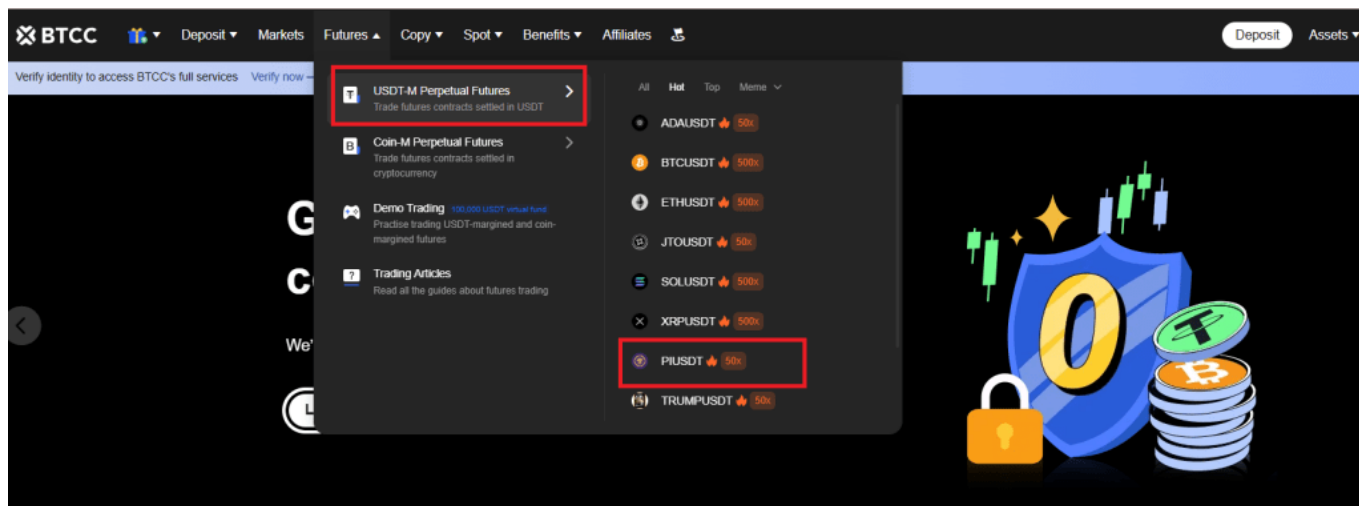 BTCC
Deposit
Markets
Futures
Copy
Spot
Benefits
Affiliates
Deposit
Assets
Verify identity to access BTCC's full services Verify now
USDT-M Perpetual Futures
Trade futures contracts settled in USDT
Coin-M Perpetual Futures
Trade futures contracts settled in
cryptocurrency
Demo Trading 100,000 USDT virtual fund
Practise trading USDT-margined and coin-
margined futures
Trading Articles
Read all the guides about futures trading
All Hot Top Meme
ADAUSDT 50x
BTCUSDT 500x
ETHUSDT 500x
JTOUSDT 50x
SOLUSDT 500x
XRPUSDT 500x
PIUSDT 50x
TRUMPUSDT 50x
G
c
We'
0